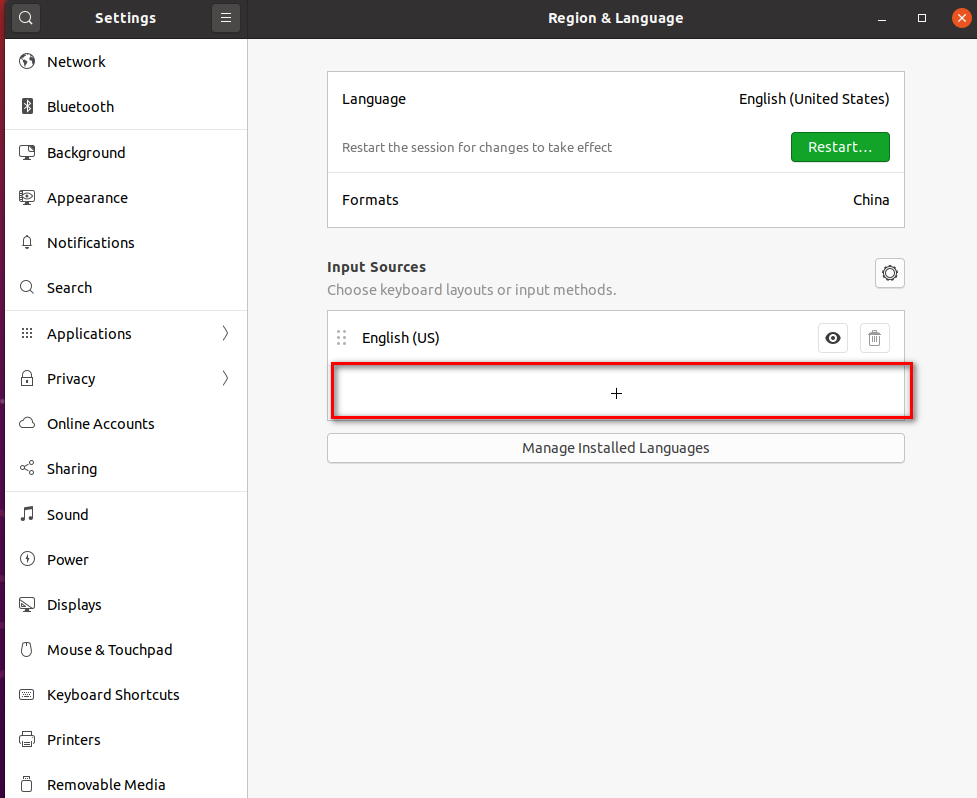 Settings
Region & Language
Network
Bluetooth
Background
Appearance
Notifications
Search
Applications
Privacy
Online Accounts
Sharing
Sound
Power
Displays
Mouse & Touchpad
Keyboard Shortcuts
Printers
Removable Media
Language English (United States)
Restart the session for changes to take effect Restart…
Formats China
Input Sources
Choose keyboard layouts or input methods.
English (US)
+
Manage Installed Languages